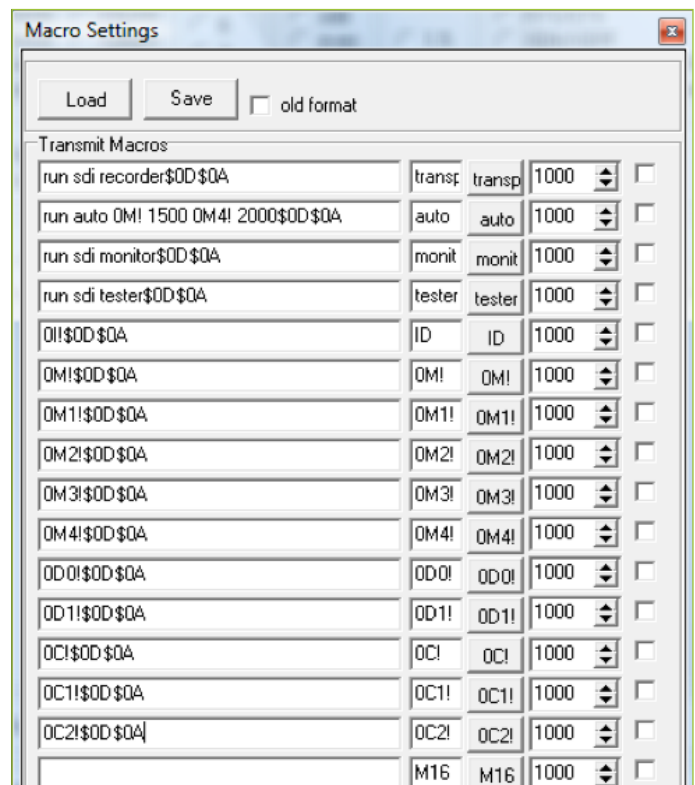 Macro Settings
Load Save old format
Transmit Macros
run sdi recorder$0D$0A transp transp 1000
run auto 0M! 1500 0M4! 2000$0D$0A auto auto 1000
run sdi monitor$0D$0A monit monit 1000
run sdi tester$0D$0A tester tester 1000
0I!$0D$0A ID ID 1000
0M!$0D$0A 0M! 0M! 1000
0M1!$0D$0A 0M1! 0M1! 1000
0M2!$0D$0A 0M2! 0M2! 1000
0M3!$0D$0A 0M3! 0M3! 1000
0M4!$0D$0A 0M4! 0M4! 1000
0D0!$0D$0A 0D0! 0D0! 1000
0D1!$0D$0A 0D1! 0D1! 1000
0C!$0D$0A 0C! 0C! 1000
0C1!$0D$0A 0C1! 0C1! 1000
0C2!$0D$0A 0C2! 0C2! 1000
M16 M16 1000